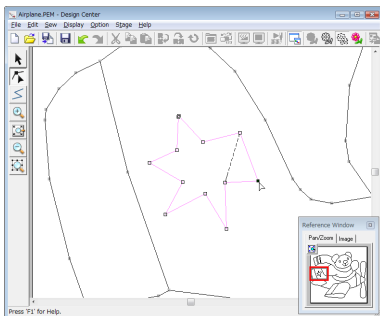 Airplane.PEM - Design Center
File Edit Sew Display Option Stage Help
Reference Window
Pan/Zoom Image
Press 'F1' for Help.